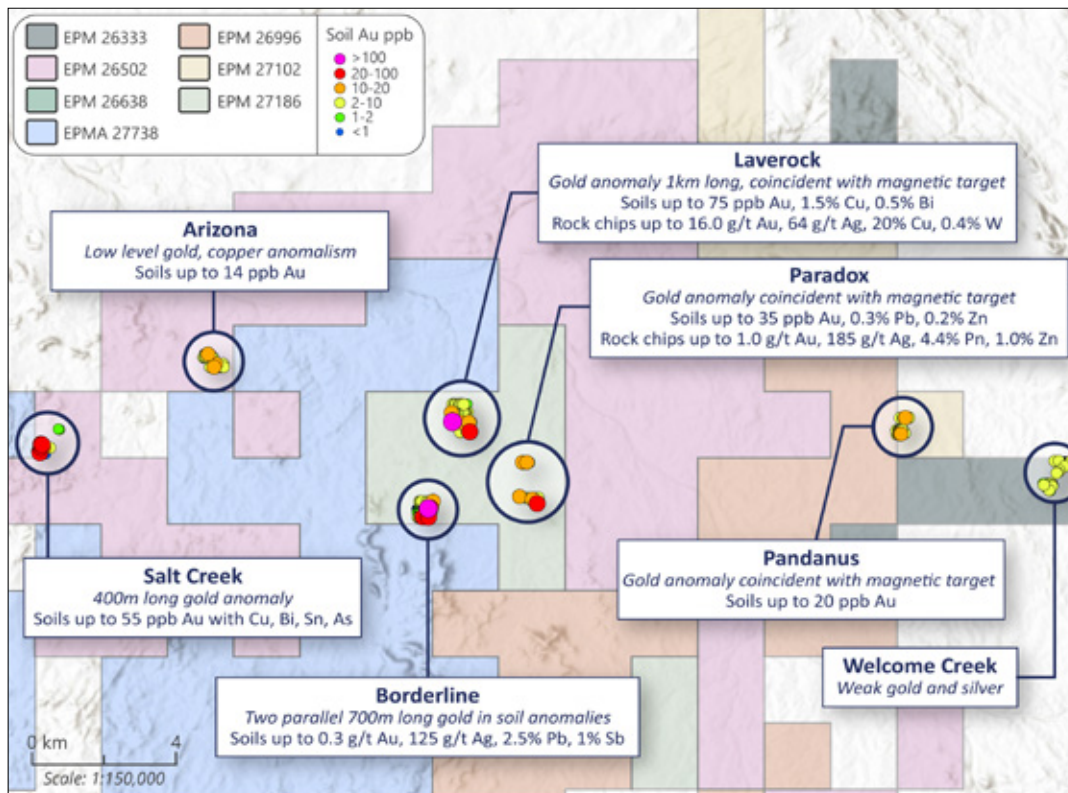 EPM 26333
EPM 26502
EPM 26638
EPMA 27738
EPM 26996
EPM 27102
EPM 27186
Soil Au ppb
>100
20-100
10-20
2-10
1-2
<1
Laverock
Gold anomaly 1km long, coincident with magnetic target
Soils up to 75 ppb Au, 1.5% Cu, 0.5% Bi
Rock chips up to 16.0 g/t Au, 64 g/t Ag, 20% Cu, 0.4% W
Arizona
Low level gold, copper anomalism
Soils up to 14 ppb Au
Paradox
Gold anomaly coincident with magnetic target
Soils up to 35 ppb Au, 0.3% Pb, 0.2% Zn
Rock chips up to 1.0 g/t Au, 185 g/t Ag, 4.4% Pn, 1.0% Zn
Salt Creek
400m long gold anomaly
Soils up to 55 ppb Au with Cu, Bi, Sn, As
Pandanus
Gold anomaly coincident with magnetic target
Soils up to 20 ppb Au
Welcome Creek
Weak gold and silver
Borderline
Two parallel 700m long gold in soil anomalies
Soils up to 0.3 g/t Au, 125 g/t Ag, 2.5% Pb, 1% Sb
0 km 4
Scale: 1:150,000